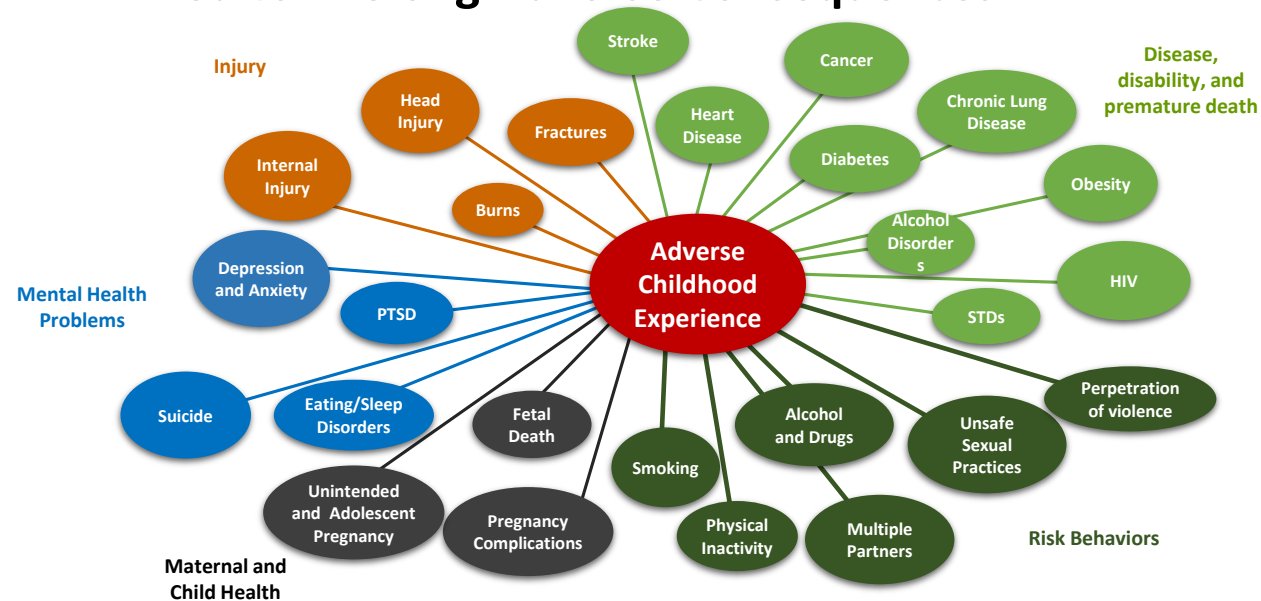 Stroke
Cancer
Disease,
disability, and
premature death
Injury
Head
Injury
Fractures
Heart
Disease
Chronic Lung
Disease
Internal
Injury
Diabetes
Obesity
Burns
Alcohol
Disorder
s
Adverse
Childhood
Experience
Depression
and Anxiety
HIV
Mental Health
Problems
PTSD
STDs
Suicide
Eating/Sleep
Disorders
Fetal
Death
Alcohol
and Drugs
Unsafe
Sexual
Practices
Perpetration
of violence
Smoking
Unintended
and Adolescent
Pregnancy
Pregnancy
Complications
Physical
Inactivity
Multiple
Partners
Risk Behaviors
Maternal and
Child Health